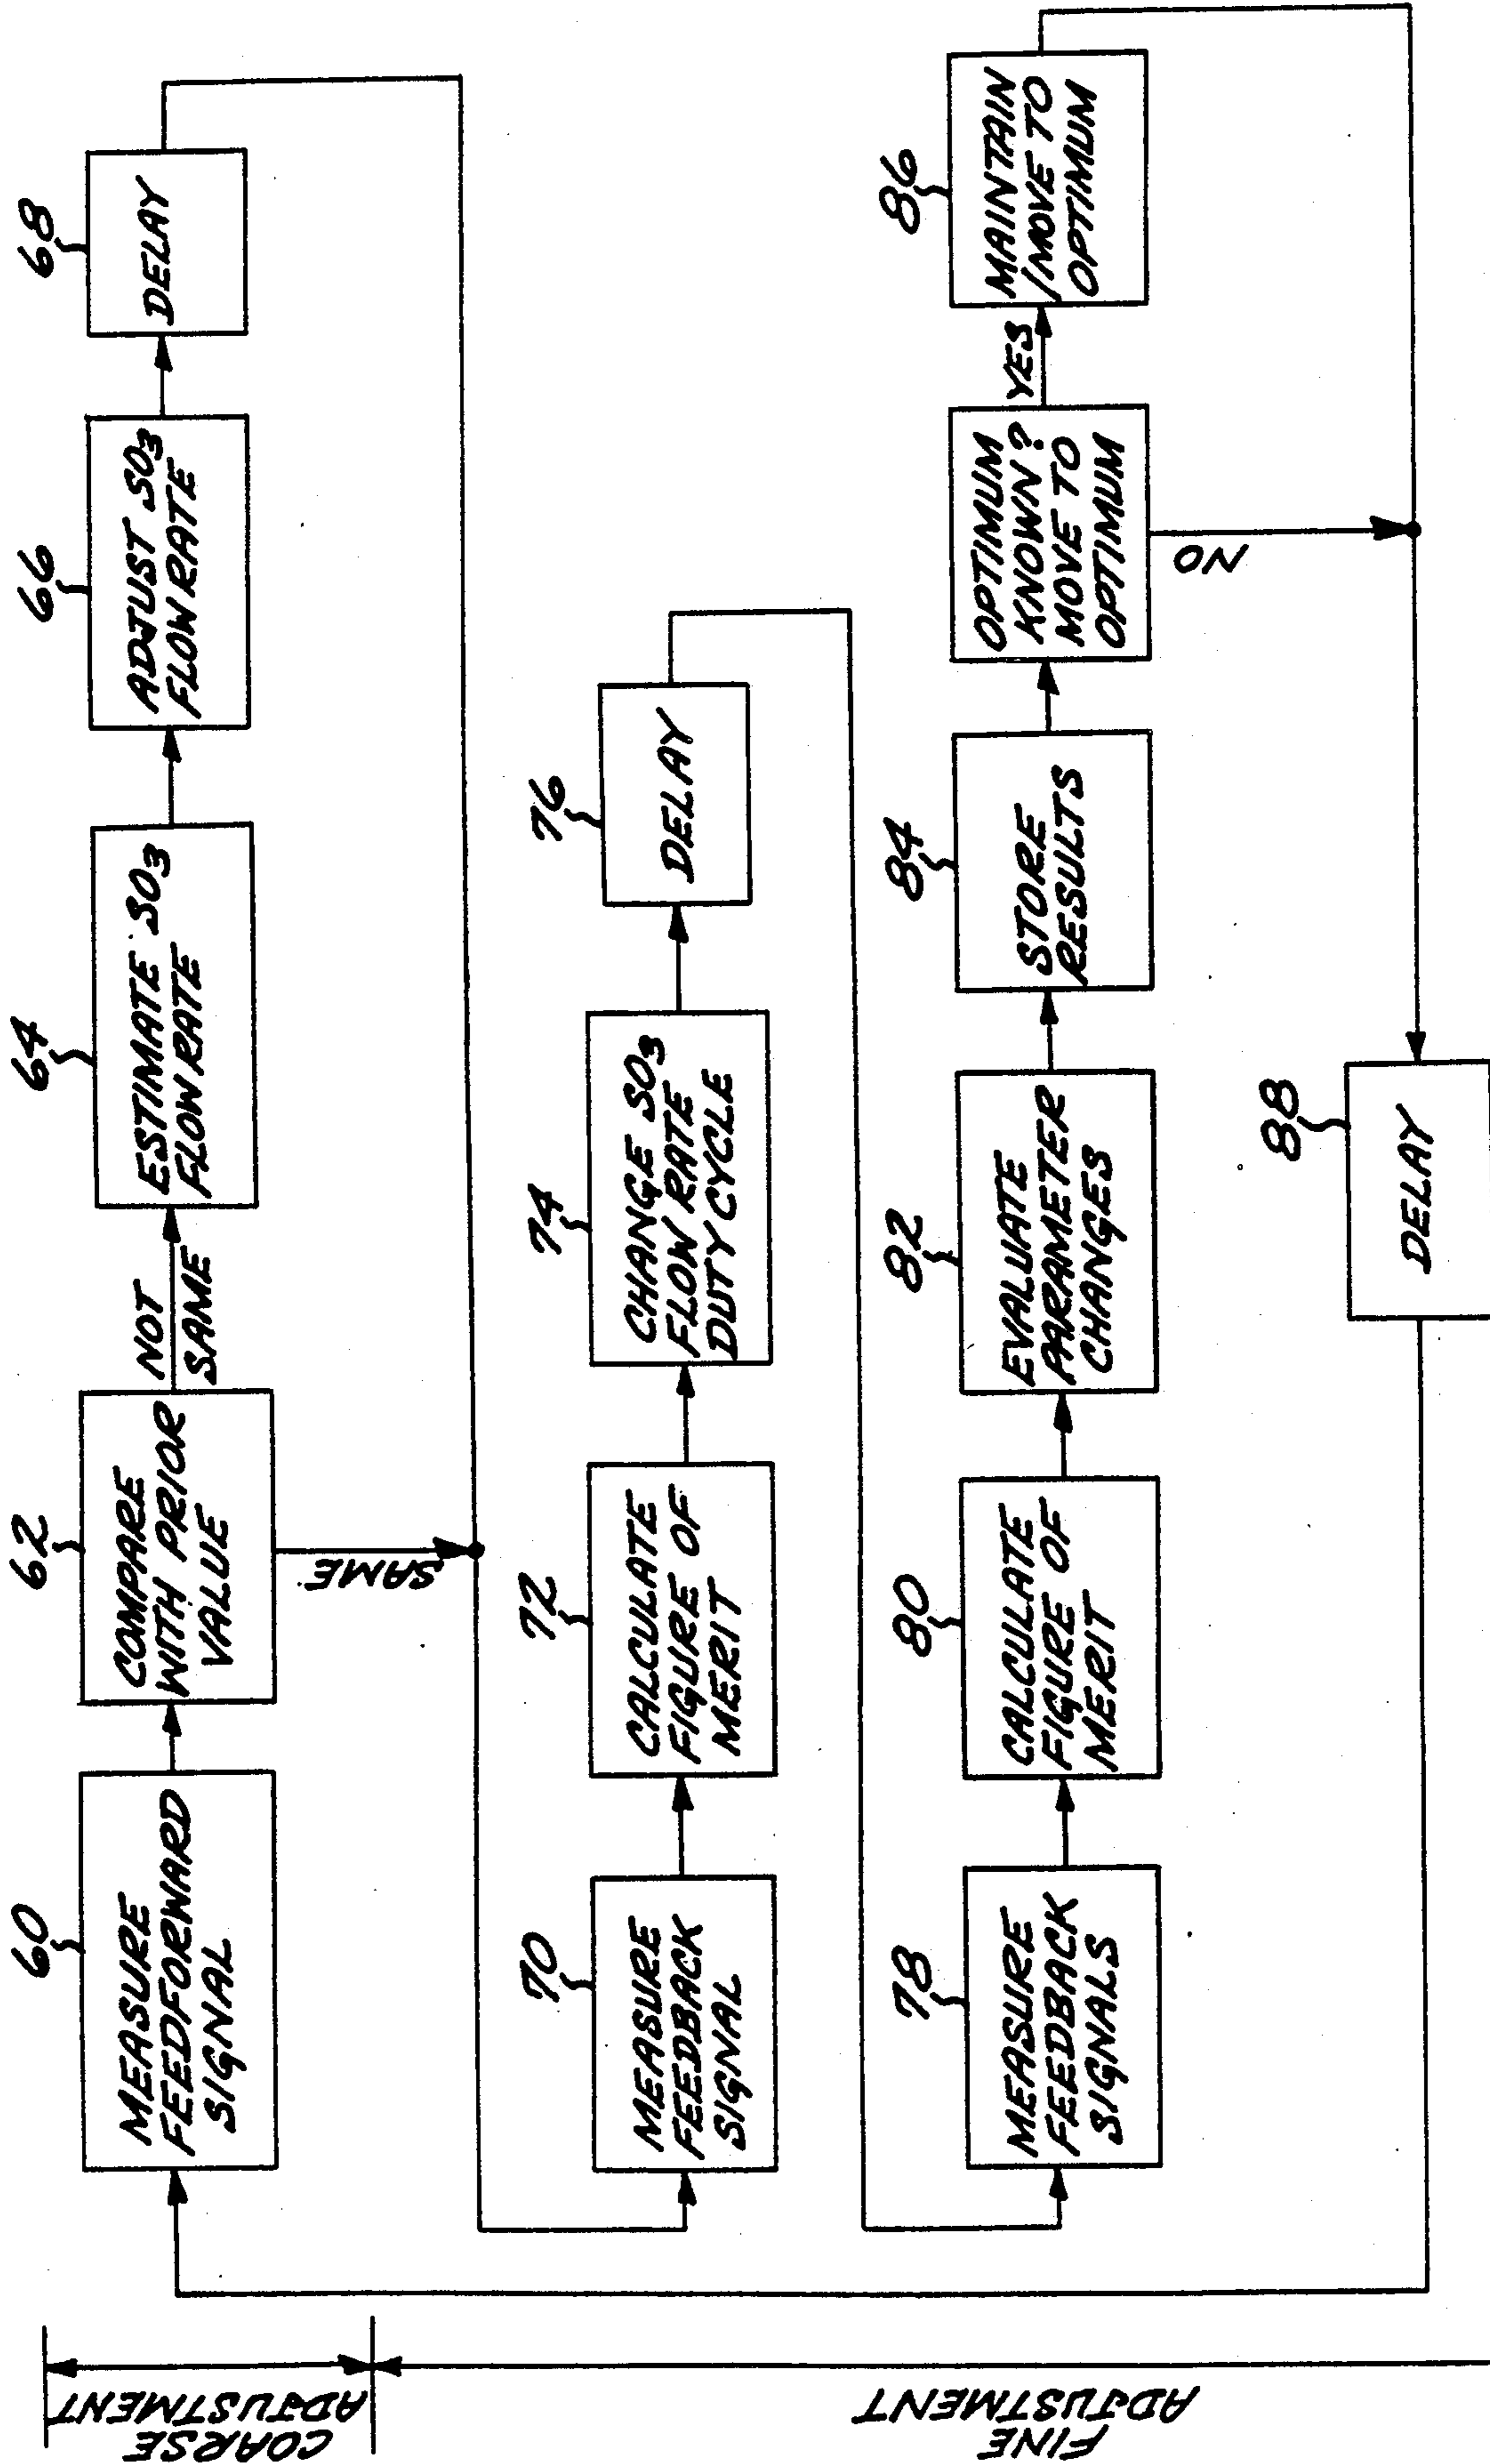 COARSE
ADJUSTMENT
60
MEASURE
FEEDFORWARD
SIGNAL
62
COMPARE
WITH PRIOR
VALUE
NOT
SAME
SAME
64
ESTIMATE SO3
FLOW RATE
66
ADJUST SO3
FLOW RATE
68
DELAY
FINE
ADJUSTMENT
70
MEASURE
FEEDBACK
SIGNAL
72
CALCULATE
FIGURE OF
MERIT
74
CHANGE SO3
FLOW RATE
DUTY CYCLE
76
DELAY
78
MEASURE
FEEDBACK
SIGNALS
80
CALCULATE
FIGURE OF
MERIT
82
EVALUATE
PARAMETER
CHANGES
84
STORE
RESULTS
OPTIMUM
KNOWN?
MOVE TO
OPTIMUM
YES
NO
86
MAINTAIN
/MOVE TO
OPTIMUM
88
DELAY